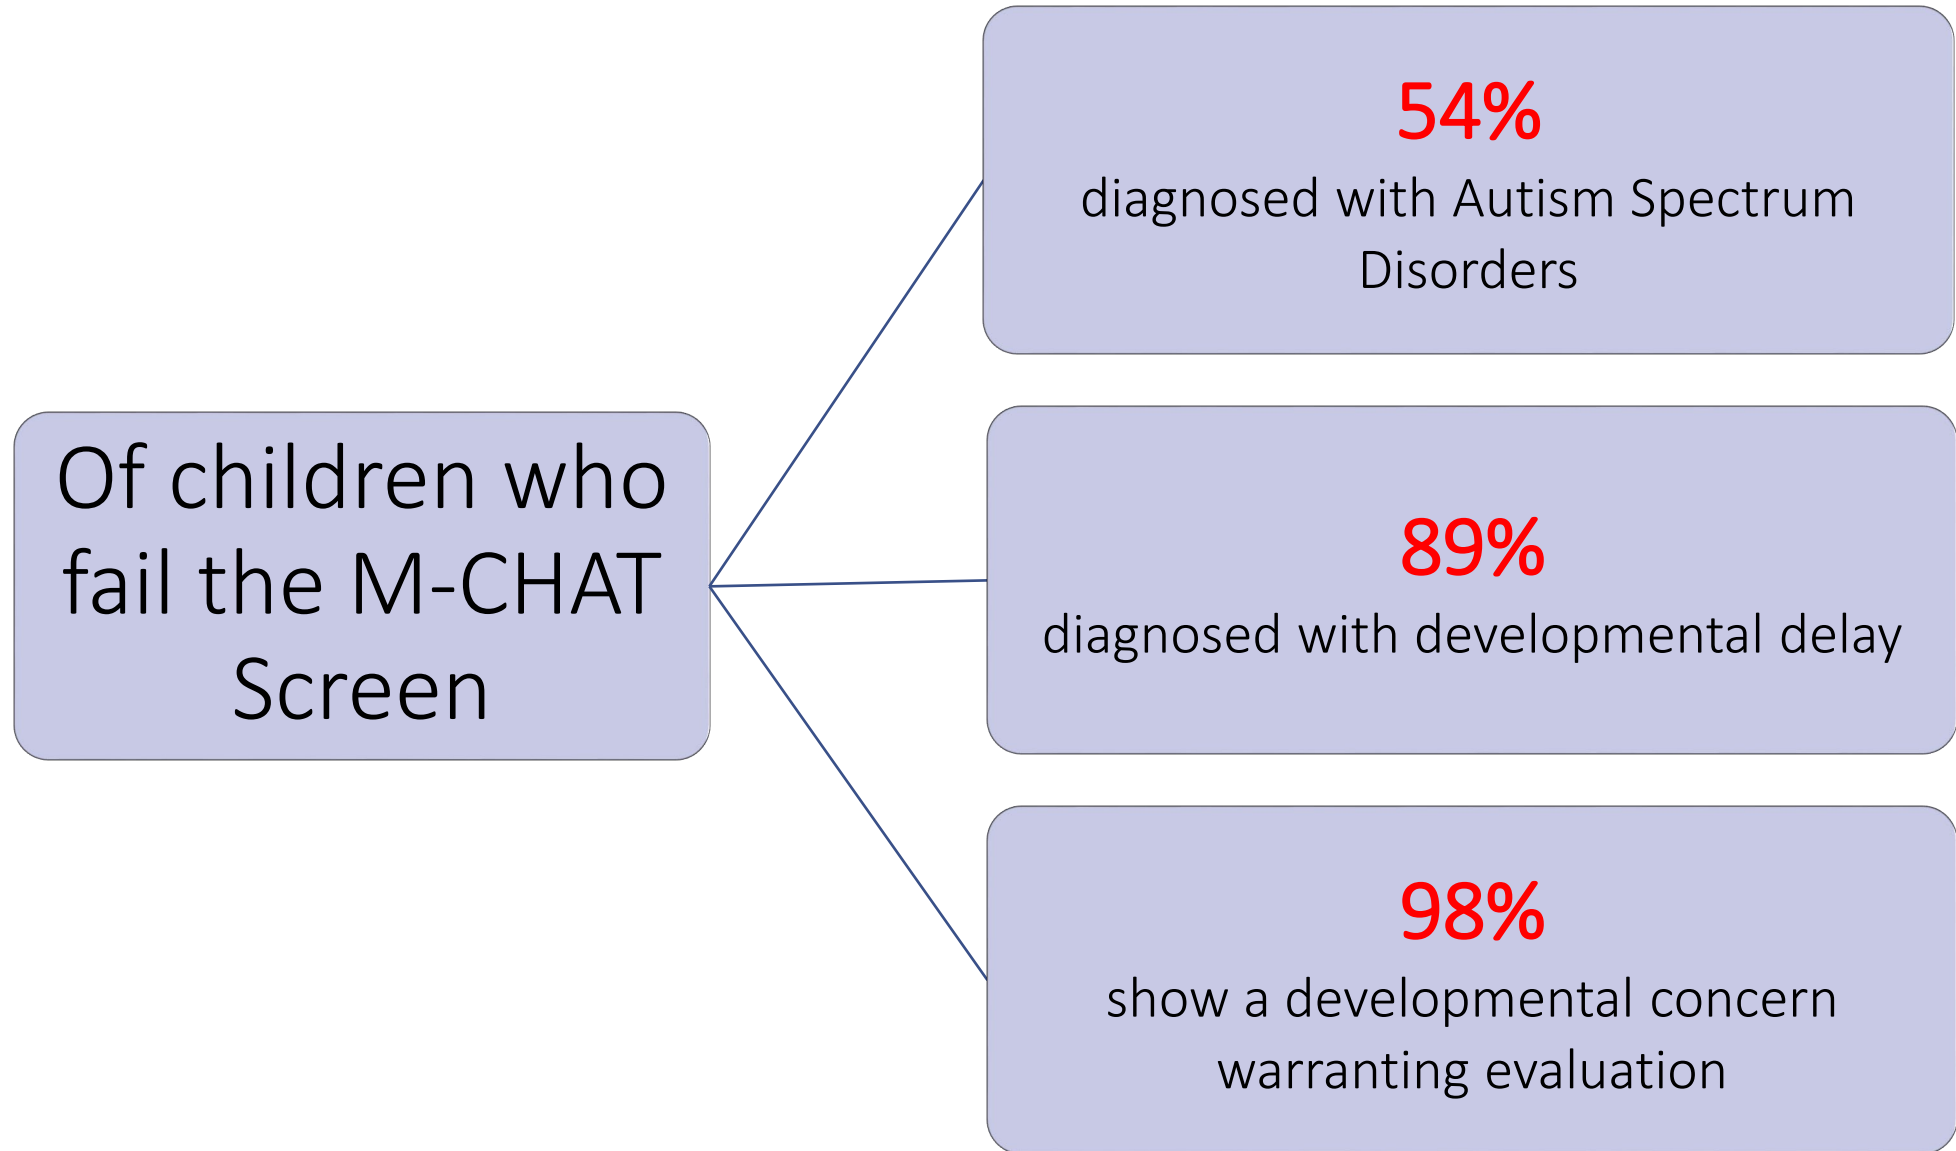 Of children who
fail the M-CHAT
Screen
54%
diagnosed with Autism Spectrum
Disorders
89%
diagnosed with developmental delay
98%
show a developmental concern
warranting evaluation